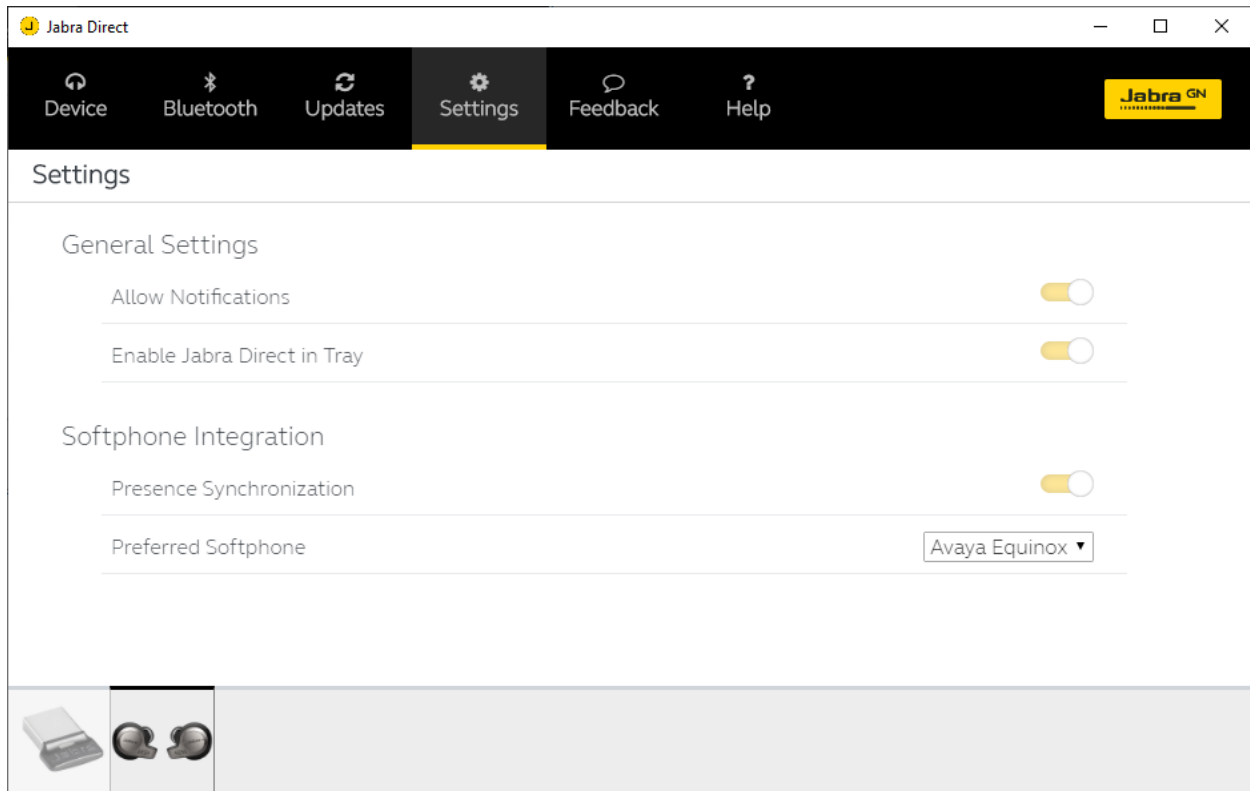 Jabra Direct
Device Bluetooth Updates Settings Feedback ? Help Jabra GN
Settings
General Settings
Allow Notifications
Enable Jabra Direct in Tray
Softphone Integration
Presence Synchronization
Preferred Softphone Avaya Equinox